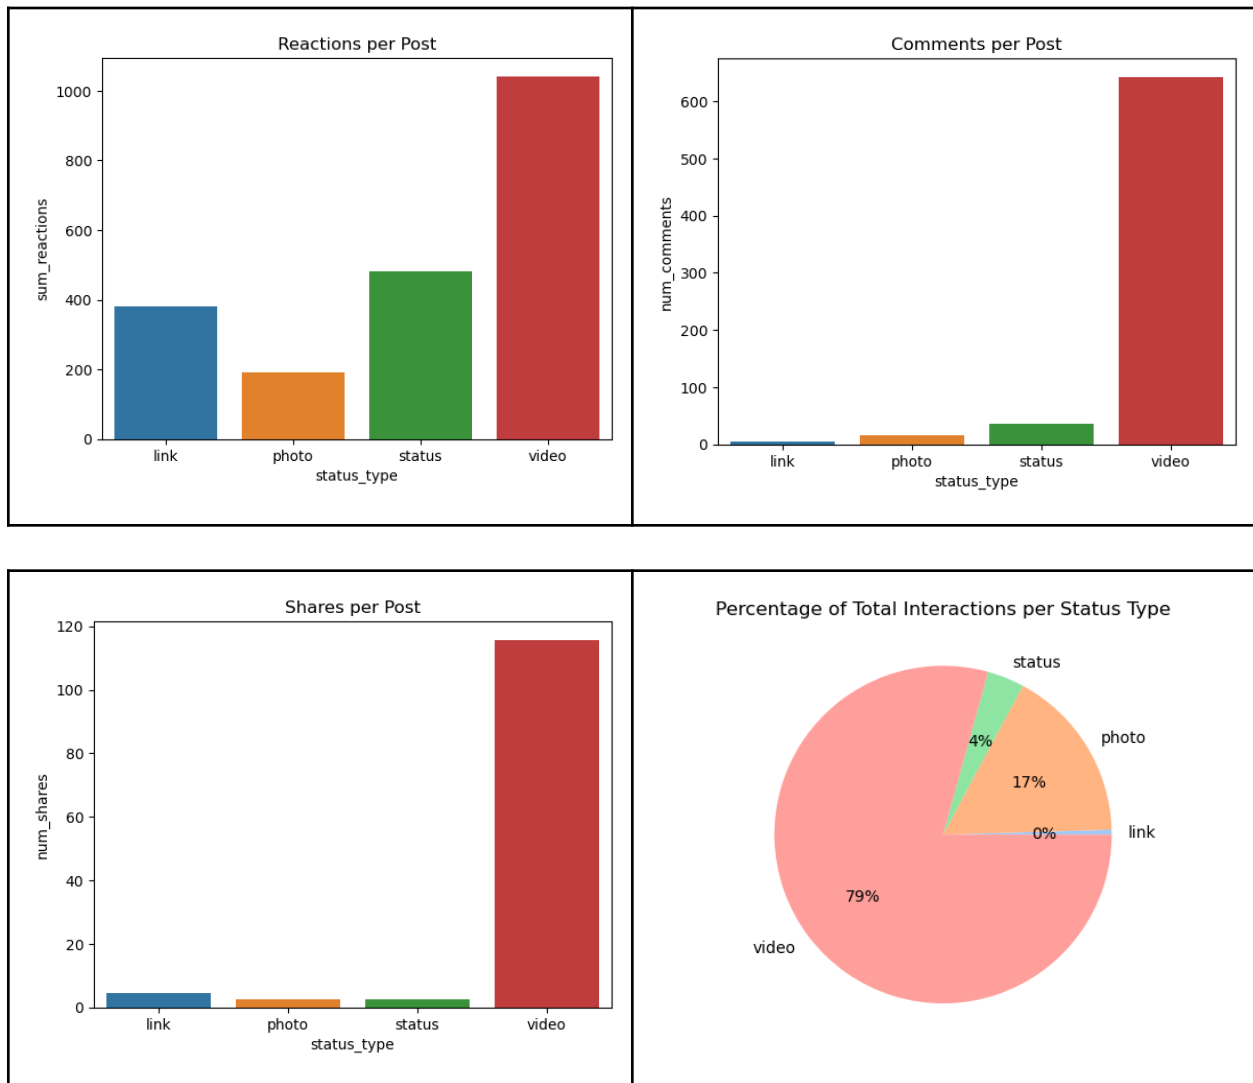 Reactions per Post
1000
800
600
400
200
0
sum_reactions
link photo status video
status_type
Comments per Post
600
500
400
300
200
100
0
num_comments
link photo status video
status_type
Shares per Post
120
100
80
60
40
20
0
num_shares
link photo status video
status_type
Percentage of Total Interactions per Status Type
status
photo
4%
17%
0% link
79%
video